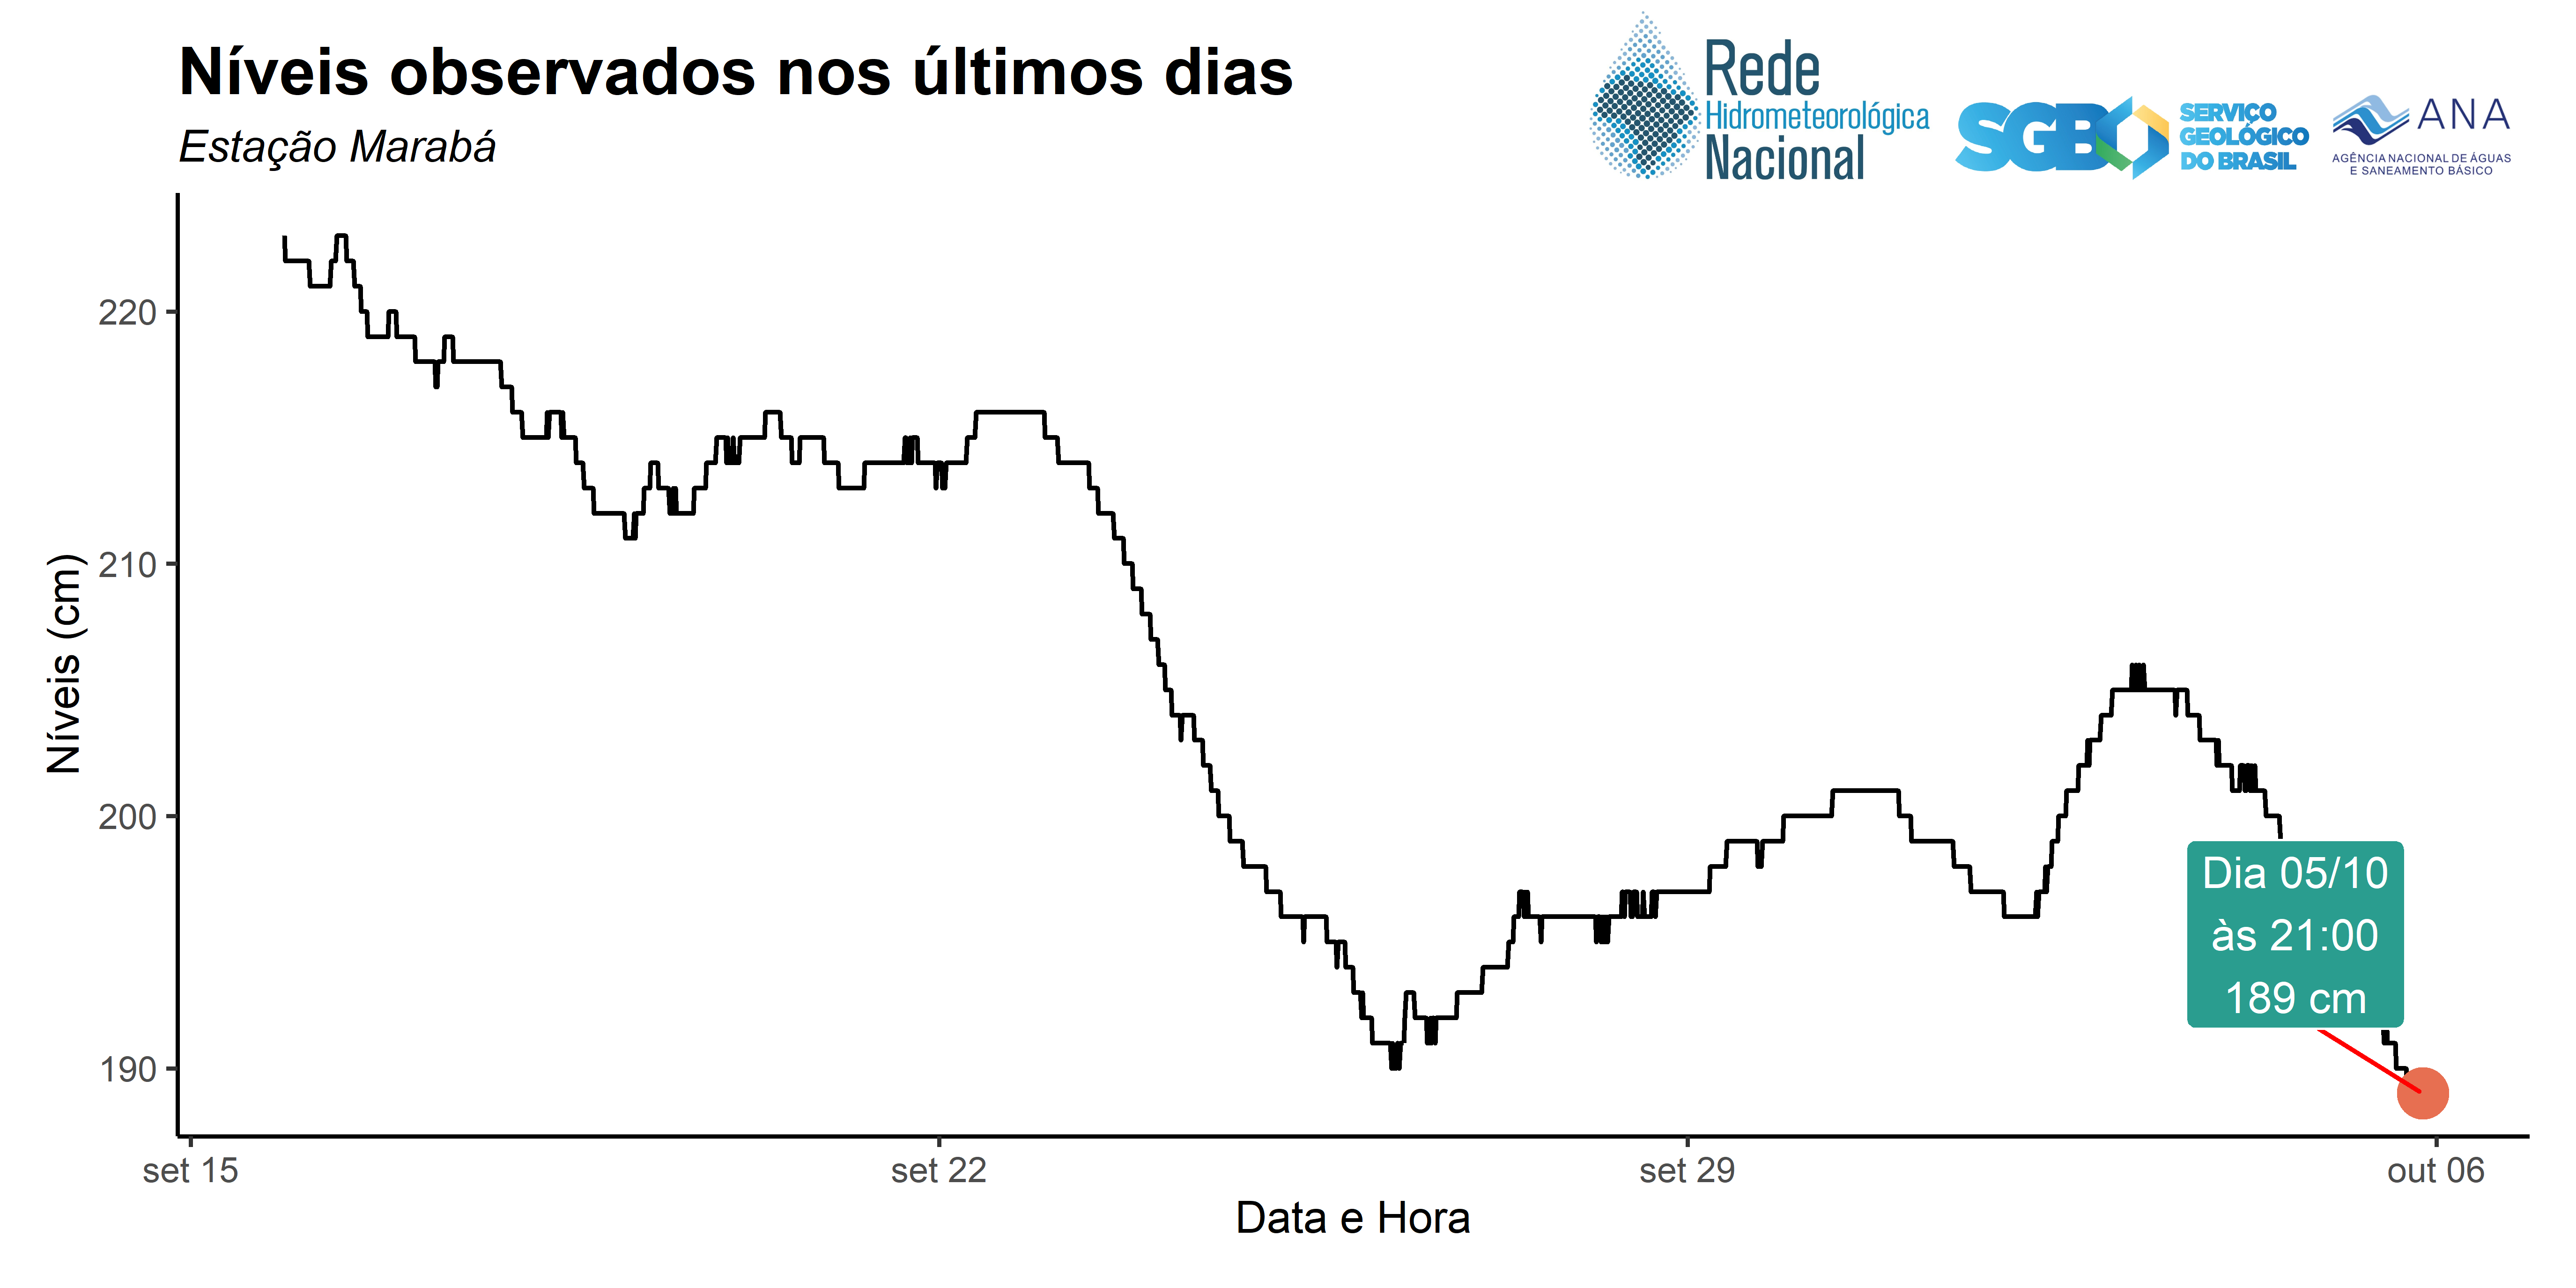 Níveis observados nos últimos dias
Estação Marabá
Rede
Hidrometeorológica
Nacional
SGB
SERVIÇO
GEOLÓGICO
DO BRASIL
ANA
AGÊNCIA NACIONAL DE ÁGUAS
E SANEAMENTO BÁSICO
Níveis (cm)
220
210
200
190
Dia 05/10
às 21:00
189 cm
set 15
set 22
set 29
out 06
Data e Hora